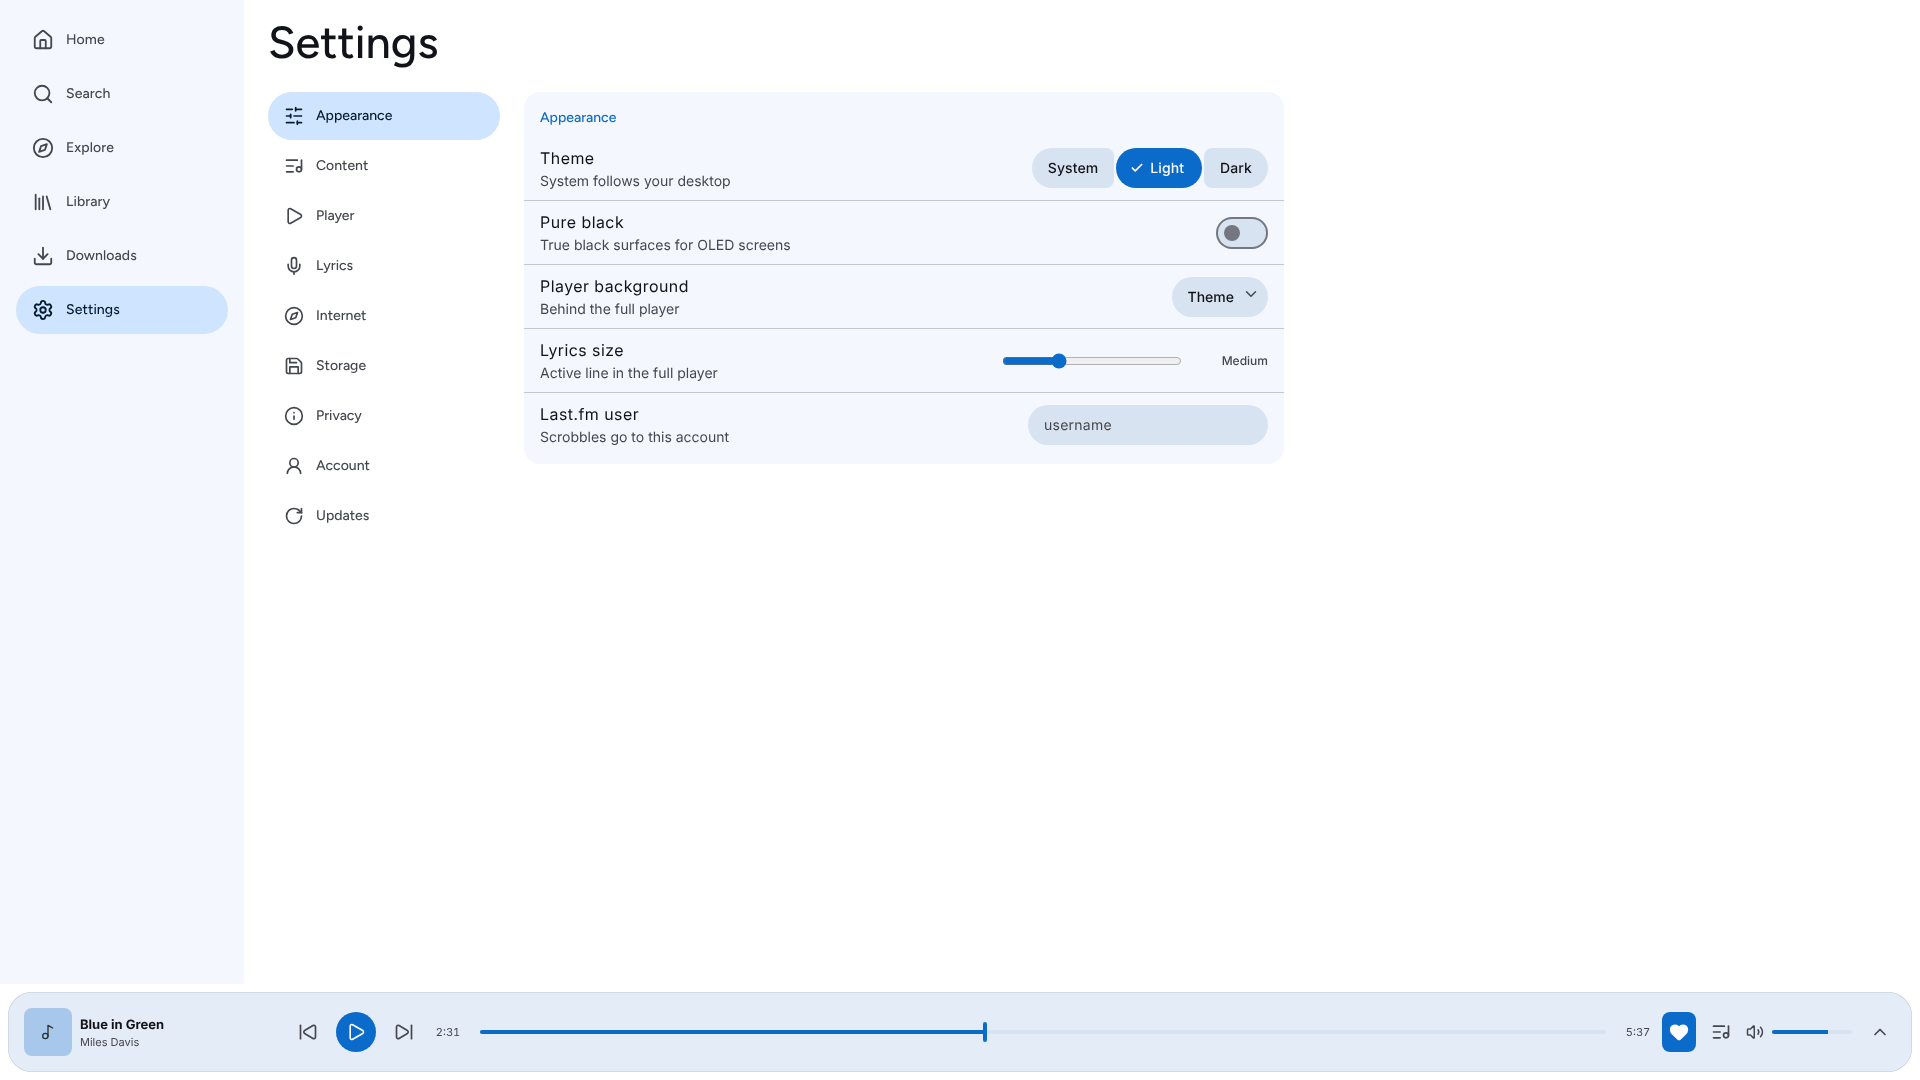 Home
Search
Explore
Library
Downloads
Settings
Settings
Appearance
Content
Player
Lyrics
Internet
Storage
Privacy
Account
Updates
Appearance
Theme
System follows your desktop
System
Light
Dark
Pure black
True black surfaces for OLED screens
Player background
Behind the full player
Theme
Lyrics size
Active line in the full player
Medium
Last.fm user
Scrobbles go to this account
username
Blue in Green
Miles Davis
2:31
5:37